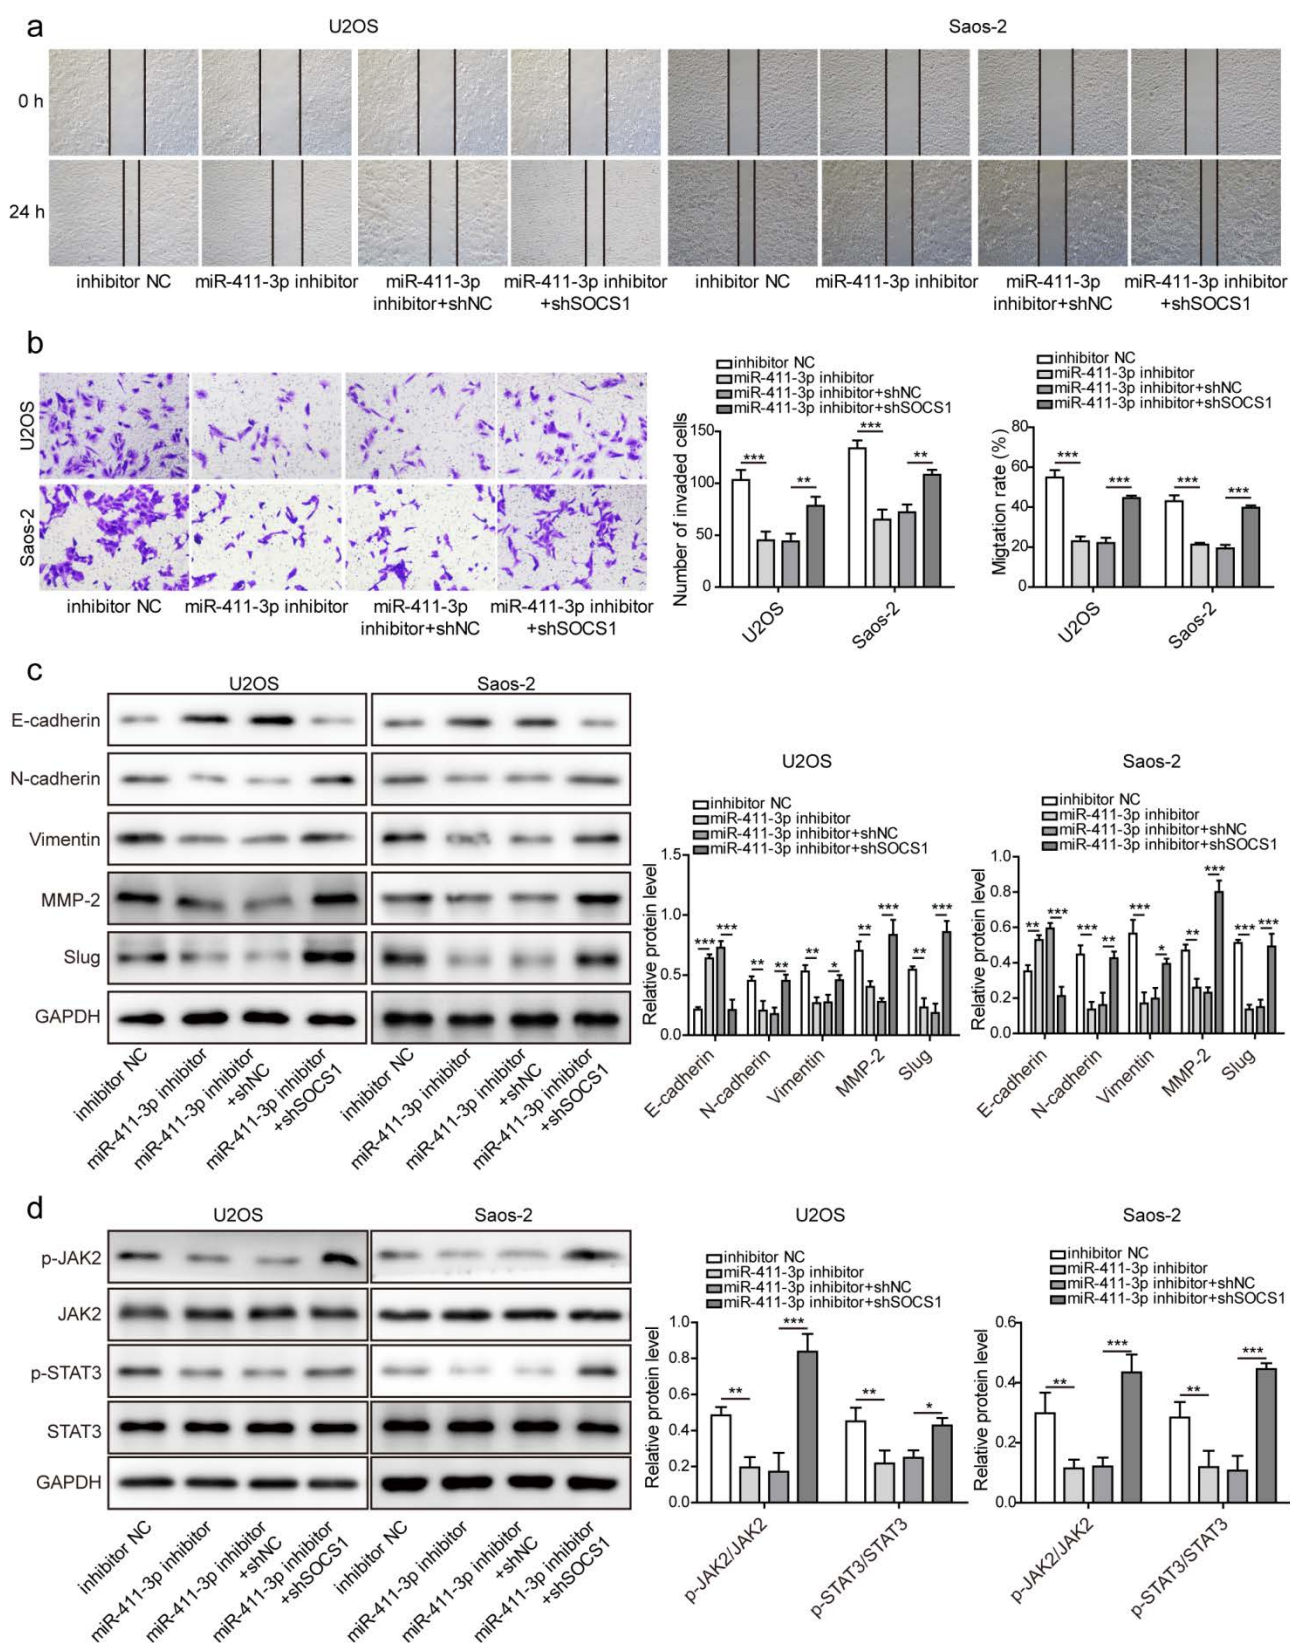 a
U2OS
Saos-2
0 h
24 h
inhibitor NC
miR-411-3p inhibitor
miR-411-3p
inhibitor+shNC
miR-411-3p inhibitor
+shSOCS1
inhibitor NC
miR-411-3p inhibitor
miR-411-3p
inhibitor+shNC
miR-411-3p inhibitor
+shSOCS1
b
U2OS
Saos-2
inhibitor NC
miR-411-3p inhibitor
miR-411-3p
inhibitor+shNC
miR-411-3p inhibitor
+shSOCS1
inhibitor NC
miR-411-3p inhibitor
miR-411-3p inhibitor+shNC
miR-411-3p inhibitor+shSOCS1
Number of invaded cells
150
100
50
0
***
**
***
**
U2OS
Saos-2
inhibitor NC
miR-411-3p inhibitor
miR-411-3p inhibitor+shNC
miR-411-3p inhibitor+shSOCS1
Migtation rate (%)
80
60
40
20
0
***
***
***
***
U2OS
Saos-2
c
U2OS
Saos-2
E-cadherin
N-cadherin
Vimentin
MMP-2
Slug
GAPDH
inhibitor NC
miR-411-3p inhibitor
miR-411-3p inhibitor
+shNC
miR-411-3p inhibitor
+shSOCS1
inhibitor NC
miR-411-3p inhibitor
miR-411-3p inhibitor
+shNC
miR-411-3p inhibitor
+shSOCS1
U2OS
inhibitor NC
miR-411-3p inhibitor
miR-411-3p inhibitor+shNC
miR-411-3p inhibitor+shSOCS1
Relative protein level
1.5
1.0
0.5
0.0
***
***
**
**
**
*
**
***
**
***
E-cadherin
N-cadherin
Vimentin
MMP-2
Slug
Saos-2
inhibitor NC
miR-411-3p inhibitor
miR-411-3p inhibitor+shNC
miR-411-3p inhibitor+shSOCS1
Relative protein level
1.0
0.8
0.6
0.4
0.2
0.0
**
***
***
**
***
*
**
***
***
***
E-cadherin
N-cadherin
Vimentin
MMP-2
Slug
d
U2OS
Saos-2
p-JAK2
JAK2
p-STAT3
STAT3
GAPDH
inhibitor NC
miR-411-3p inhibitor
miR-411-3p inhibitor
+shNC
miR-411-3p inhibitor
+shSOCS1
inhibitor NC
miR-411-3p inhibitor
miR-411-3p inhibitor
+shNC
miR-411-3p inhibitor
+shSOCS1
U2OS
inhibitor NC
miR-411-3p inhibitor
miR-411-3p inhibitor+shNC
miR-411-3p inhibitor+shSOCS1
Relative protein level
1.0
0.8
0.6
0.4
0.2
0.0
**
***
**
*
p-JAK2/JAK2
p-STAT3/STAT3
Saos-2
inhibitor NC
miR-411-3p inhibitor
miR-411-3p inhibitor+shNC
miR-411-3p inhibitor+shSOCS1
Relative protein level
0.6
0.4
0.2
0.0
**
***
**
***
p-JAK2/JAK2
p-STAT3/STAT3